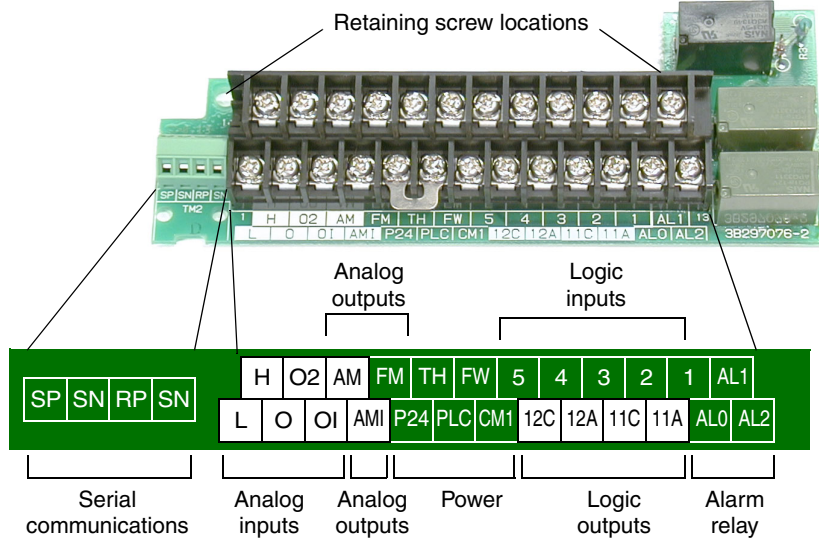 Retaining screw locations
NAiS
SP SN RP SN
TM2
D
1 H O2 AM FM TH FW 5 4 3 2 1 AL1 13
L O OI AMI P24 PLC CM1 12C 12A 11C 11A AL0 AL2
3B297076-2
Analog
outputs
Logic
inputs
H O2 AM FM TH FW 5 4 3 2 1 AL1
SP SN RP SN
L O OI AMI P24 PLC CM1 12C 12A 11C 11A AL0 AL2
Serial
communications
Analog
inputs
Analog
outputs
Power
Logic
outputs
Alarm
relay